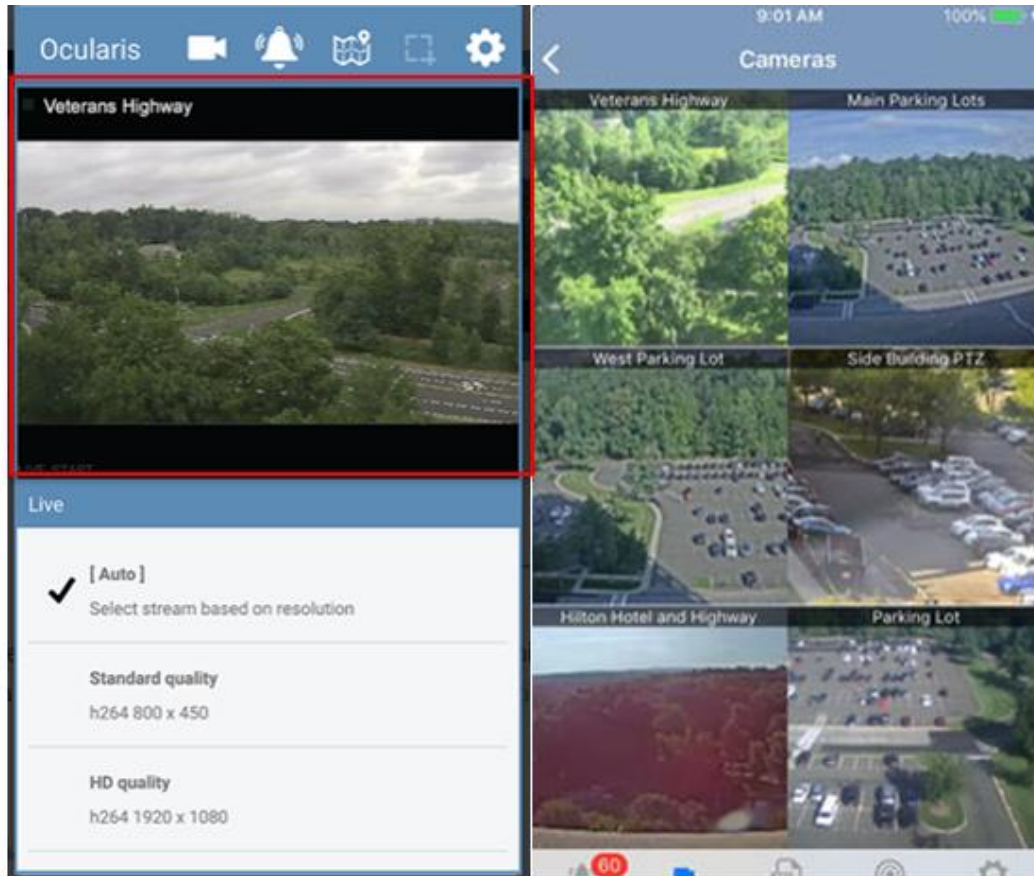 Ocularis
Veterans Highway
LIVE START
Live
[ Auto ]
Select stream based on resolution
Standard quality
h264 800 x 450
HD quality
h264 1920 x 1080
9:01 AM
100%
Cameras
Veterans Highway
Main Parking Lots
West Parking Lot
Side Building PTZ
Hilton Hotel and Highway
Parking Lot
60